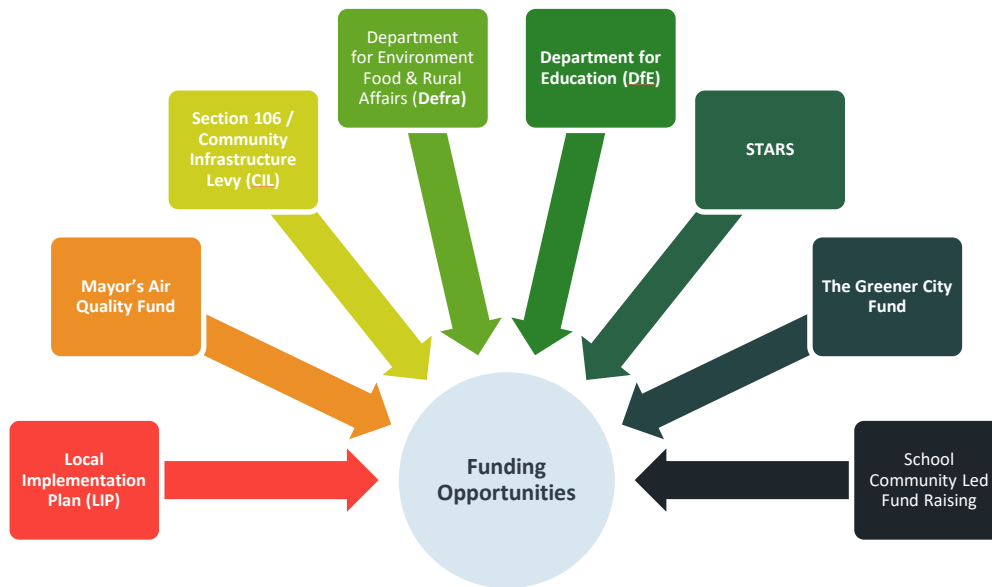 Department
for Environment
Food & Rural
Affairs (Defra)
Department for
Education (DfE)
Section 106 /
Community
Infrastructure
Levy (CIL)
STARS
Mayor's Air
Quality Fund
The Greener City
Fund
Local
Implementation
Plan (LIP)
Funding
Opportunities
School
Community Led
Fund Raising